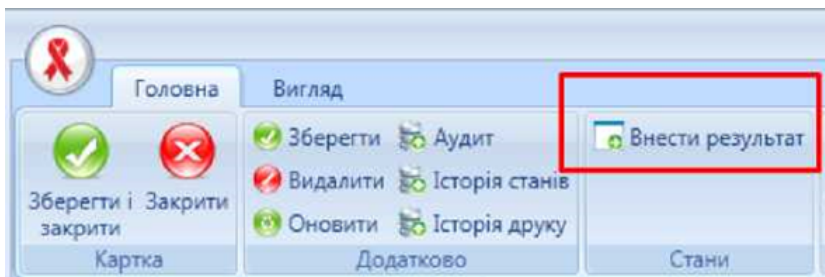 Головна Вигляд
Зберегти Аудит Внести результат
Видалити Історія станів
Зберегти і Закрити
закрити
Оновити Історія друку
Картка Додатково Стани